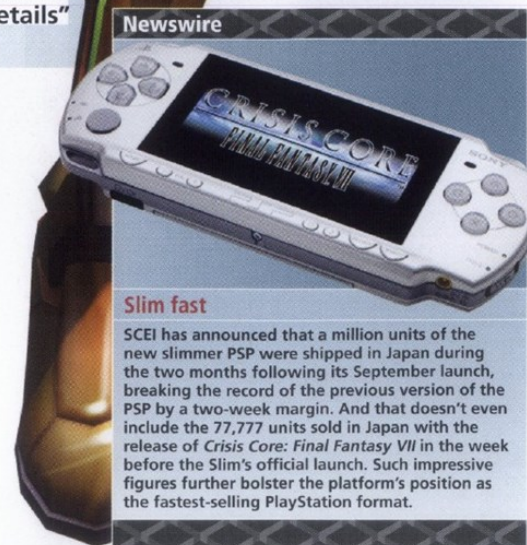 etails"
Newswire
CRISIS CORE
FINAL FANTASY VII
SONY
Slim fast
SCEI has announced that a million units of the
new slimmer PSP were shipped in Japan during
the two months following its September launch,
breaking the record of the previous version of the
PSP by a two-week margin. And that doesn't even
include the 77,777 units sold in Japan with the
release of Crisis Core: Final Fantasy VII in the week
before the Slim's official launch. Such impressive
figures further bolster the platform's position as
the fastest-selling PlayStation format.